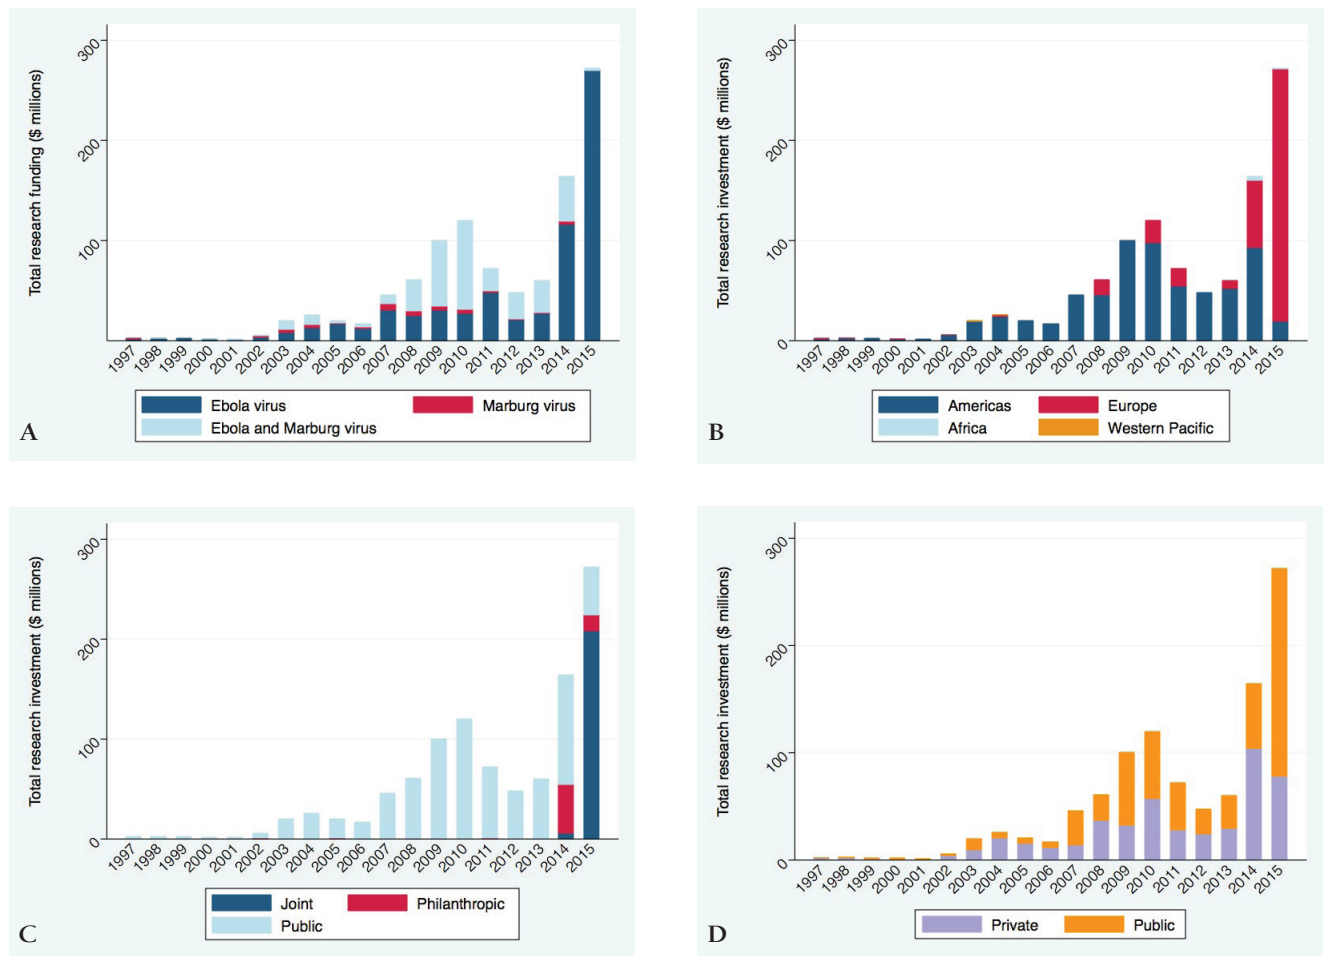 Total research funding ($ millions)
300
200
100
1997 1998 1999 2000 2001 2002 2003 2004 2005 2006 2007 2008 2009 2010 2011 2012 2013 2014 2015
Ebola virus Marburg virus
Ebola and Marburg virus
A
Total research investment ($ millions)
300
200
100
0
1997 1998 1999 2000 2001 2002 2003 2004 2005 2006 2007 2008 2009 2010 2011 2012 2013 2014 2015
Americas Europe
Africa Western Pacific
B
Total research investment ($ millions)
300
200
100
0
1997 1998 1999 2000 2001 2002 2003 2004 2005 2006 2007 2008 2009 2010 2011 2012 2013 2014 2015
Joint Philanthropic
Public
C
Total research investment ($ millions)
300
200
100
0
1997 1998 1999 2000 2001 2002 2003 2004 2005 2006 2007 2008 2009 2010 2011 2012 2013 2014 2015
Private Public
D